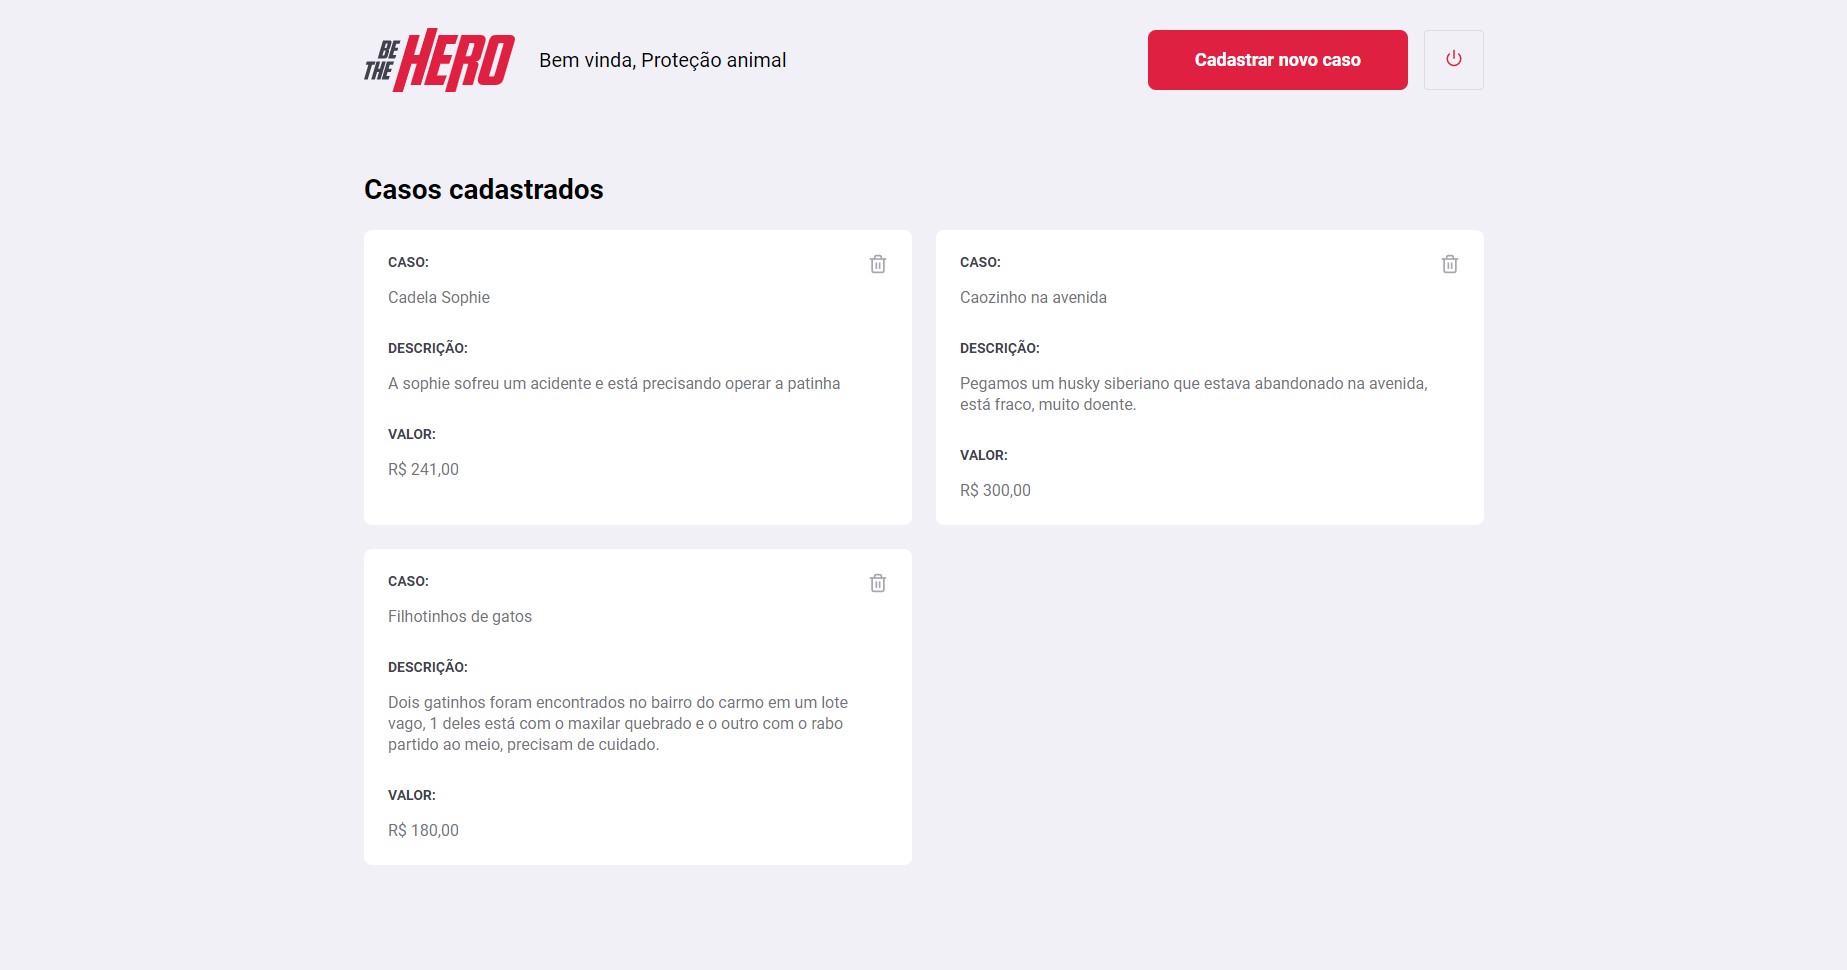 BE THE HERO
Bem vinda, Proteção animal
Cadastrar novo caso
Casos cadastrados
CASO:
Cadela Sophie
DESCRIÇÃO:
A sophie sofreu um acidente e está precisando operar a patinha
VALOR:
R$ 241,00
CASO:
Caozinho na avenida
DESCRIÇÃO:
Pegamos um husky siberiano que estava abandonado na avenida,
está fraco, muito doente.
VALOR:
R$ 300,00
CASO:
Filhotinhos de gatos
DESCRIÇÃO:
Dois gatinhos foram encontrados no bairro do carmo em um lote
vago, 1 deles está com o maxilar quebrado e o outro com o rabo
partido ao meio, precisam de cuidado.
VALOR:
R$ 180,00